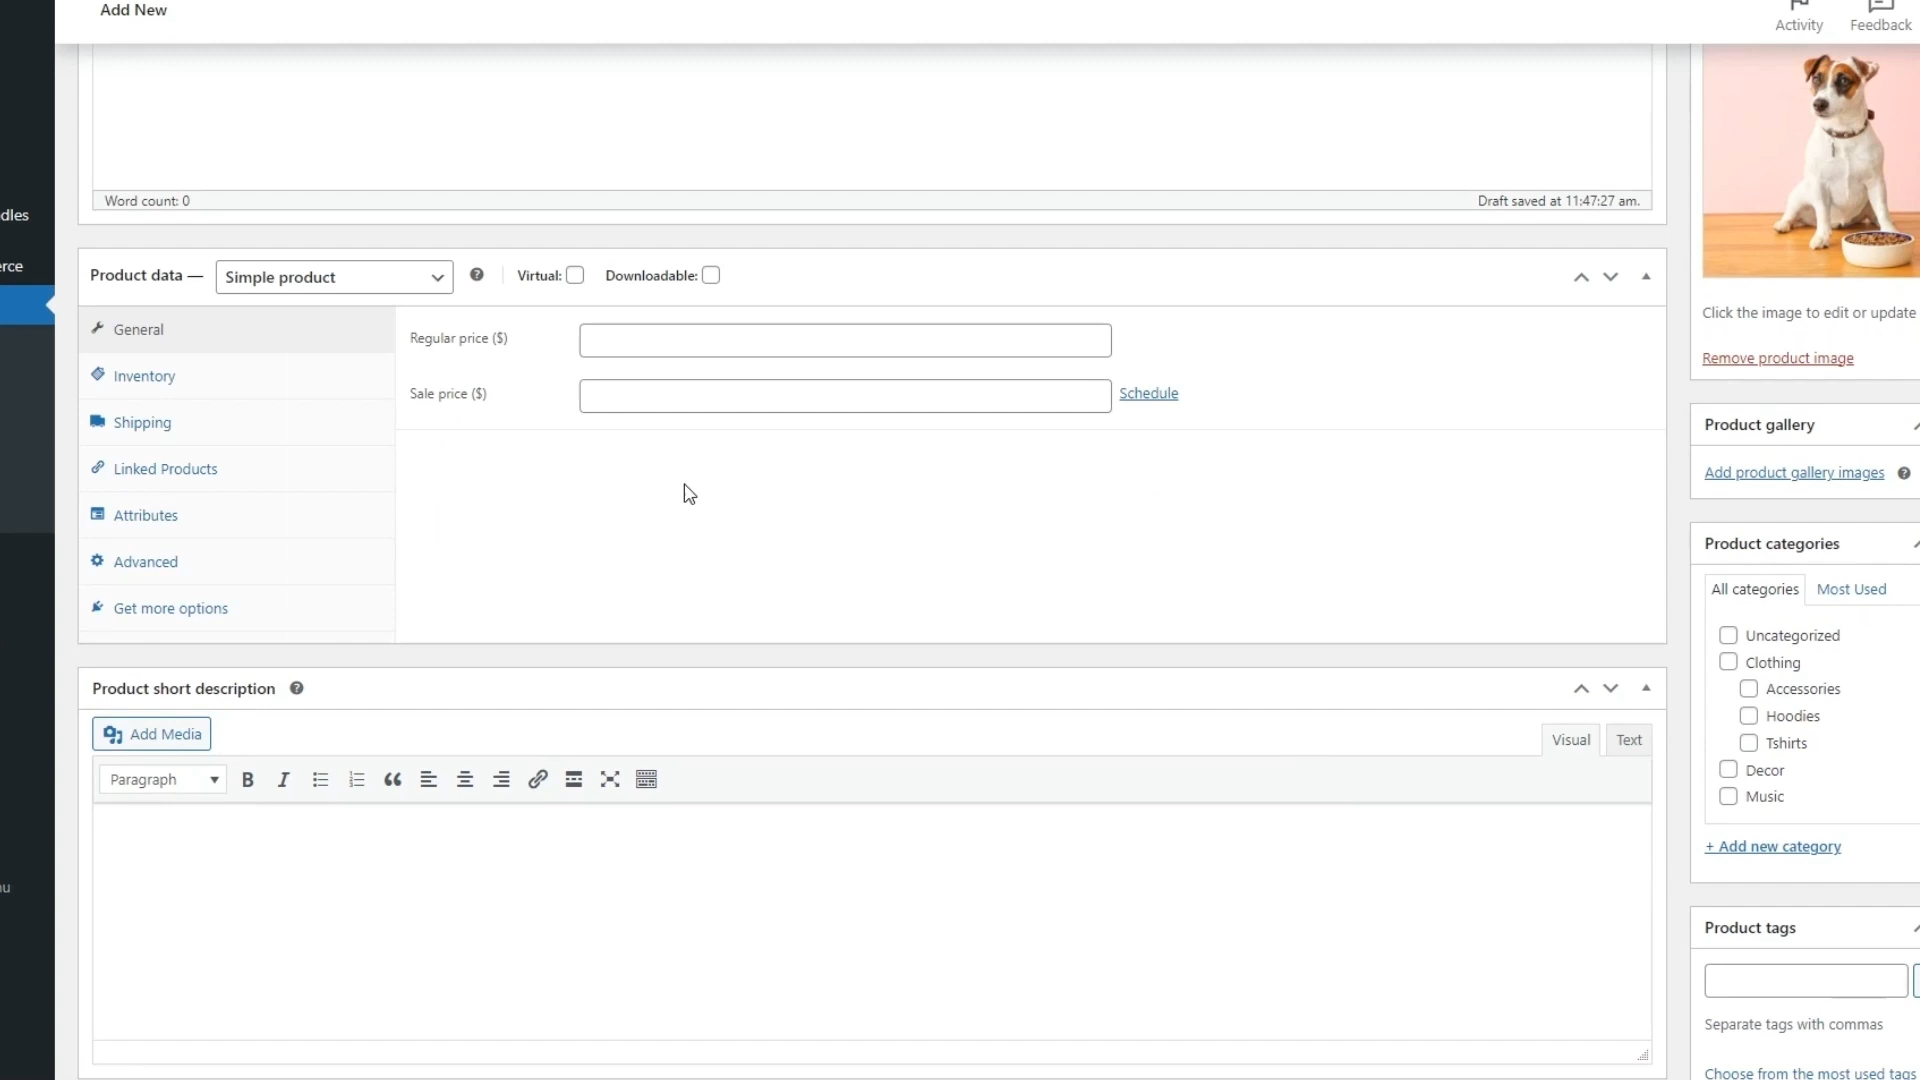 Add New
Activity
Feedback
dles
erce
nu
Word count: 0
Draft saved at 11:47:27 am.
Product data —
Simple product
Virtual:
Downloadable:
General
Inventory
Shipping
Linked Products
Attributes
Advanced
Get more options
Regular price ($)
Sale price ($)
Schedule
Product short description
Add Media
Visual
Text
Paragraph
Click the image to edit or update
Remove product image
Product gallery
Add product gallery images
Product categories
All categories
Most Used
Uncategorized
Clothing
Accessories
Hoodies
Tshirts
Decor
Music
+ Add new category
Product tags
Separate tags with commas
Choose from the most used tags